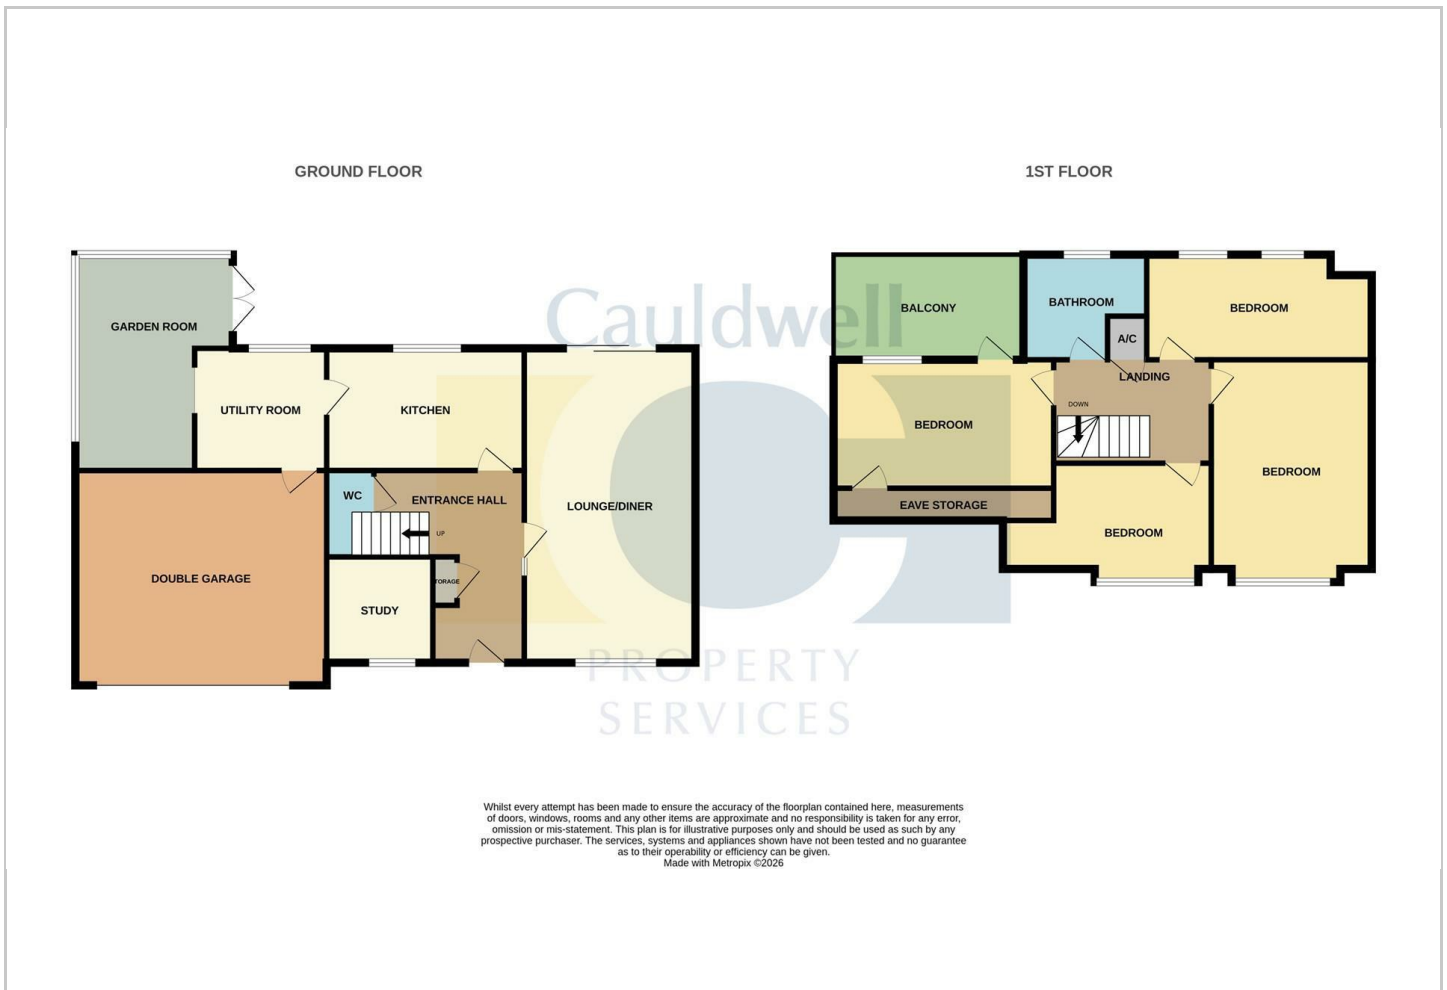 GROUND FLOOR
1ST FLOOR
GARDEN ROOM
UTILITY ROOM
KITCHEN
WC
ENTRANCE HALL
LOUNGE/DINER
UP
DOUBLE GARAGE
TORAGE
STUDY
BALCONY
BATHROOM
BEDROOM
A/C
LANDING
DOWN
BEDROOM
BEDROOM
EAVE STORAGE
BEDROOM
Cauldwell
PROPERTY
SERVICES
Whilst every attempt has been made to ensure the accuracy of the floorplan contained here, measurements
of doors, windows, rooms and any other items are approximate and no responsibility is taken for any error,
omission or mis-statement. This plan is for illustrative purposes only and should be used as such by any
prospective purchaser. The services, systems and appliances shown have not been tested and no guarantee
as to their operability or efficiency can be given.
Made with Metropix ©2026